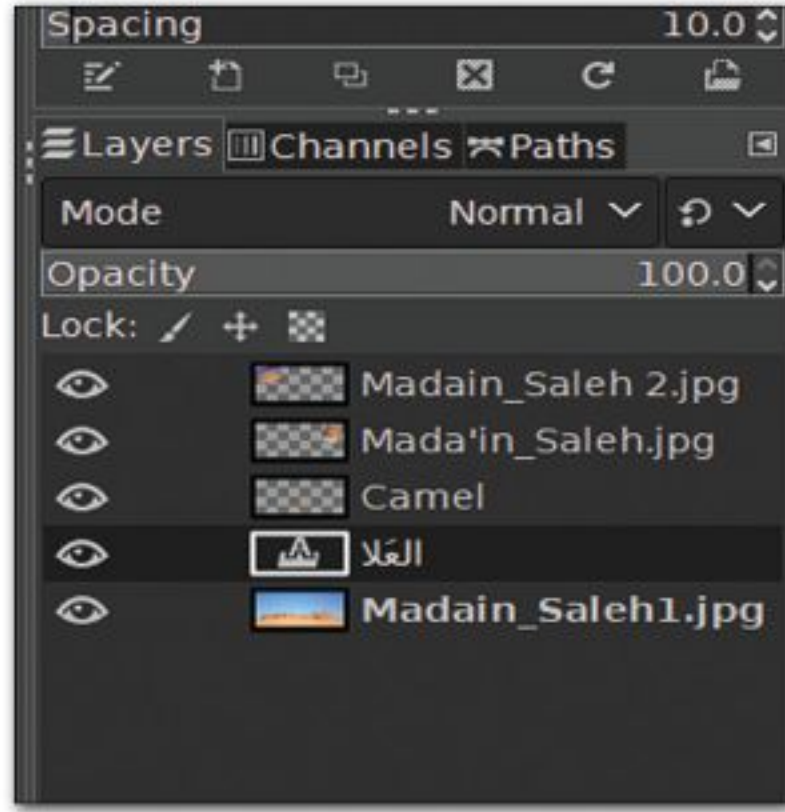 Spacing 10.0
Layers Channels Paths
Mode Normal
Opacity 100.0
Lock:
Madain_Saleh 2.jpg
Mada'in_Saleh.jpg
Camel
العَلا
Madain_Saleh1.jpg